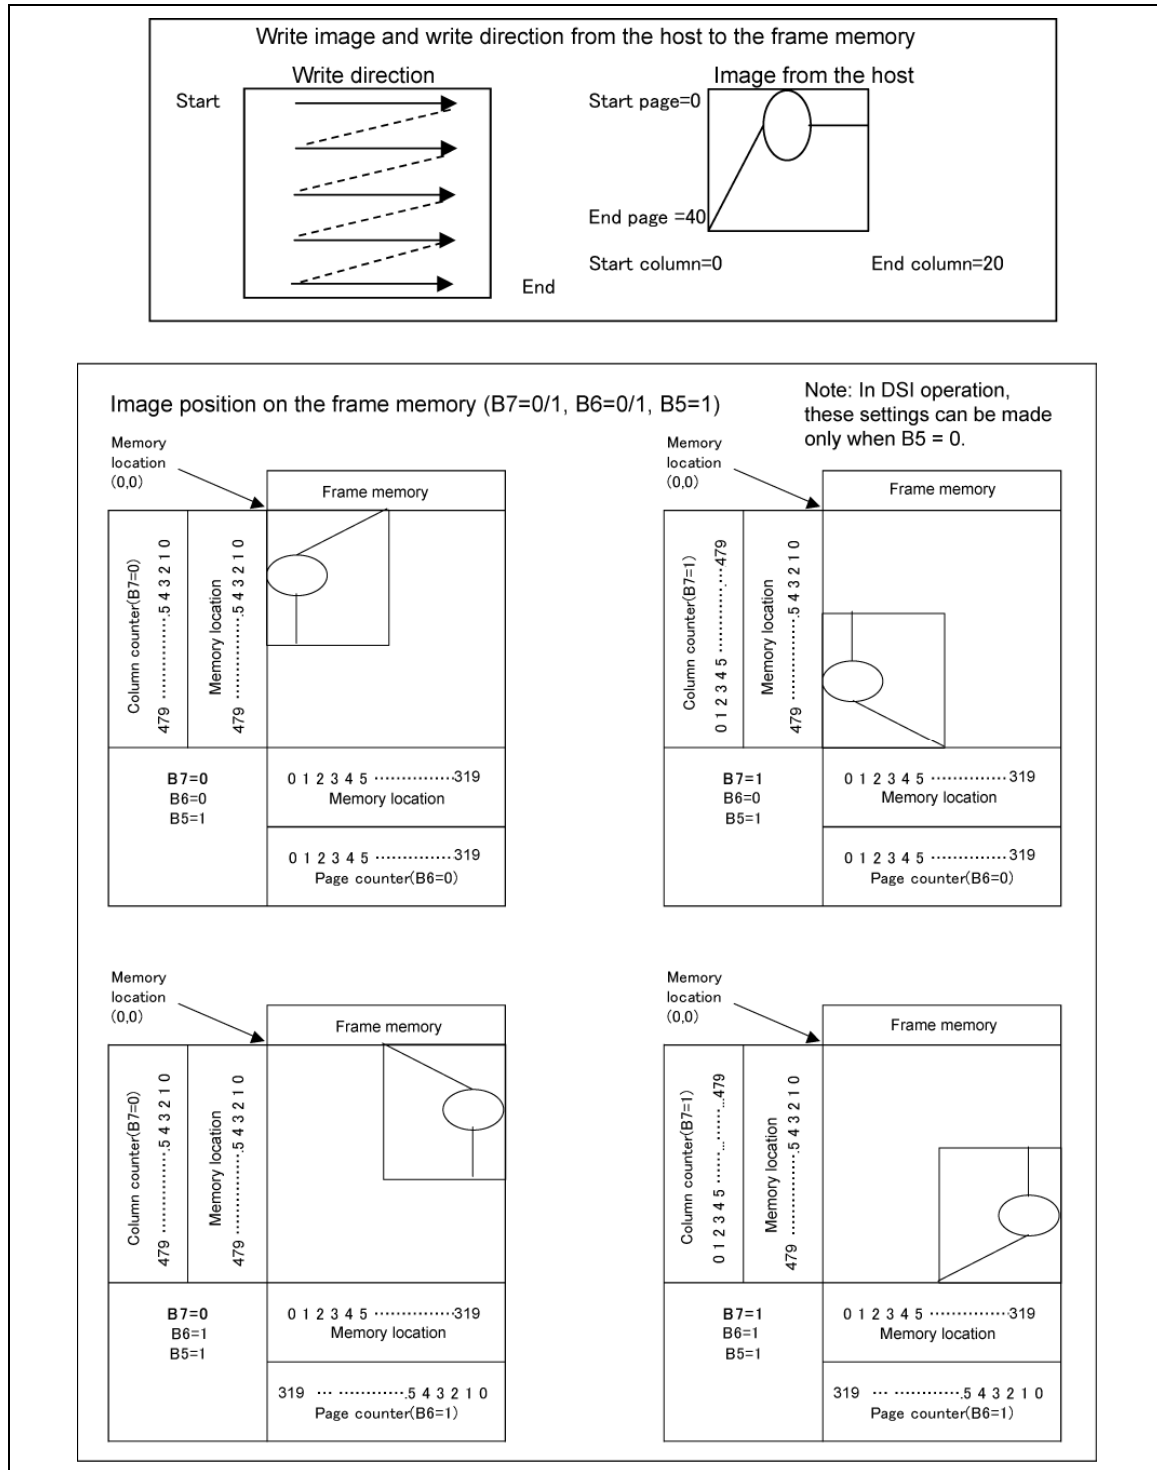 Write image and write direction from the host to the frame memory
Write direction
Image from the host
Start
Start page=0
End page =40
Start column=0
End column=20
End
Image position on the frame memory (B7=0/1, B6=0/1, B5=1)
Note: In DSI operation,
these settings can be made
only when B5 = 0.
Memory
location
(0,0)
Frame memory
Column counter(B7=0)
479 ··············.5 4 3 2 1 0
Memory location
479 ··············.5 4 3 2 1 0
B7=0
B6=0
B5=1
0 1 2 3 4 5 ··············319
Memory location
0 1 2 3 4 5 ··············319
Page counter(B6=0)
Memory
location
(0,0)
Frame memory
Column counter(B7=1)
0 1 2 3 4 5 ··············479
Memory location
479 ··············.5 4 3 2 1 0
B7=1
B6=0
B5=1
0 1 2 3 4 5 ··············319
Memory location
0 1 2 3 4 5 ··············319
Page counter(B6=0)
Memory
location
(0,0)
Frame memory
Column counter(B7=0)
479 ··············.5 4 3 2 1 0
Memory location
479 ··············.5 4 3 2 1 0
B7=0
B6=1
B5=1
0 1 2 3 4 5 ··············319
Memory location
319 ··· ············.5 4 3 2 1 0
Page counter(B6=1)
Memory
location
(0,0)
Frame memory
Column counter(B7=1)
0 1 2 3 4 5 ······...·······...479
Memory location
479 ··············.5 4 3 2 1 0
B7=1
B6=1
B5=1
0 1 2 3 4 5 ··············319
Memory location
319 ··· ············.5 4 3 2 1 0
Page counter(B6=1)